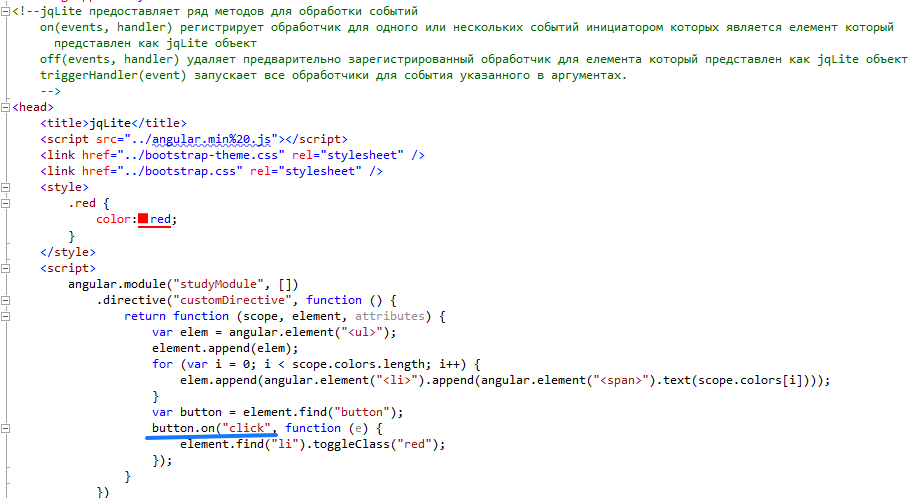 <!--jqLite предоставляет ряд методов для обработки событий
on(events, handler) регистрирует обработчик для одного или нескольких событий инициатором которых является елемент который
представлен как jqLite объект
off(events, handler) удаляет предварительно зарегистрированный обработчик для елемента который представлен как jqLite объект
triggerHandler(event) запускает все обработчики для события указанного в аргументах.
-->
<head>
<title>jqLite</title>
<script src="../angular.min%20.js"></script>
<link href="../bootstrap-theme.css" rel="stylesheet" />
<link href="../bootstrap.css" rel="stylesheet" />
<style>
.red {
color:red;
}
</style>
<script>
angular.module("studyModule", [])
.directive("customDirective", function () {
return function (scope, element, attributes) {
var elem = angular.element("<ul>");
element.append(elem);
for (var i = 0; i < scope.colors.length; i++) {
elem.append(angular.element("<li>").append(angular.element("<span>").text(scope.colors[i])));
}
var button = element.find("button");
button.on("click", function (e) {
element.find("li").toggleClass("red");
});
}
})